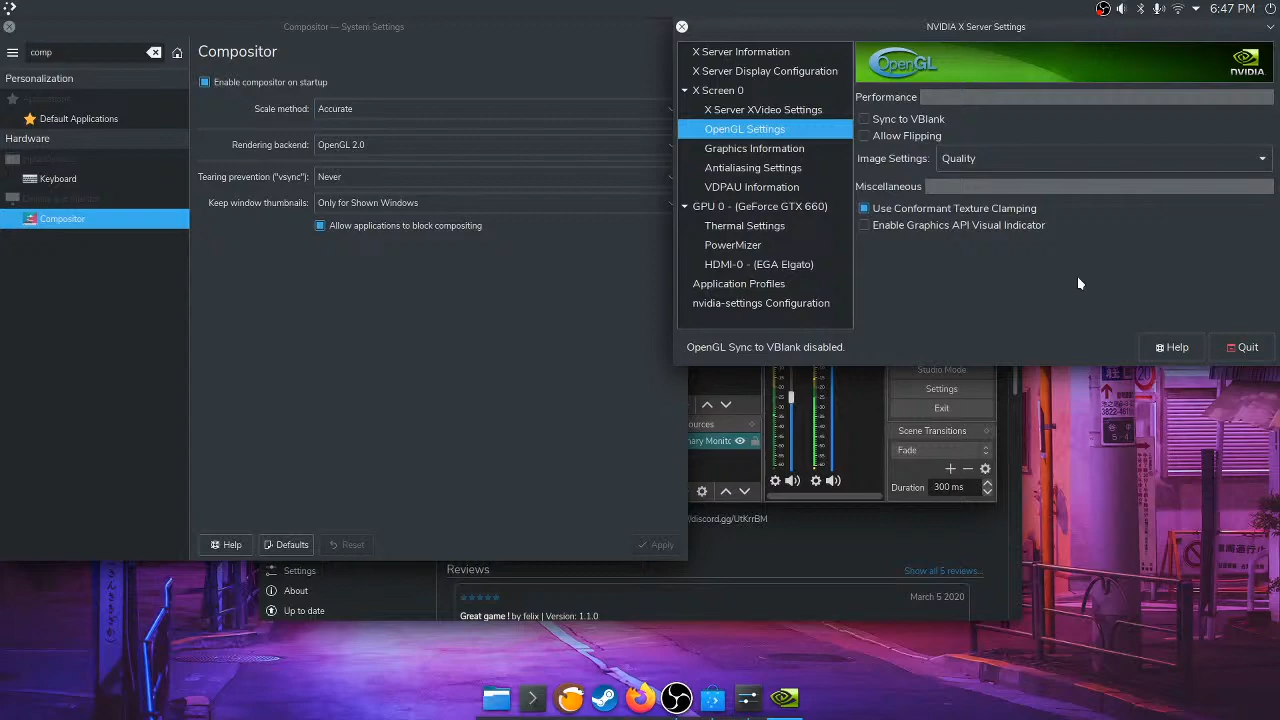 6:47 PM
Compositor — System Settings
comp
Personalization
Applications
Default Applications
Hardware
Keyboard
Compositor
Compositor
Enable compositor on startup
Scale method: Accurate
Rendering backend: OpenGL 2.0
Tearing prevention ("vsync"): Never
Keep window thumbnails: Only for Shown Windows
Allow applications to block compositing
Help
Defaults
Reset
Apply
NVIDIA X Server Settings
X Server Information
X Server Display Configuration
X Screen 0
X Server XVideo Settings
OpenGL Settings
Graphics Information
Antialiasing Settings
VDPAU Information
GPU 0 - (GeForce GTX 660)
Thermal Settings
PowerMizer
HDMI-0 - (EGA Elgato)
Application Profiles
nvidia-settings Configuration
OpenGL
NVIDIA
Performance
Sync to VBlank
Allow Flipping
Image Settings: Quality
Miscellaneous
Use Conformant Texture Clamping
Enable Graphics API Visual Indicator
OpenGL Sync to VBlank disabled.
Help
Quit
Studio Mode
Settings
Exit
Scene Transitions
Fade
Duration 300 ms
ources
nary Monito
//discord.gg/UtKrrBM
Settings
About
Up to date
Reviews
Show all 5 reviews...
March 5 2020
Great game ! by felix | Version: 1.1.0